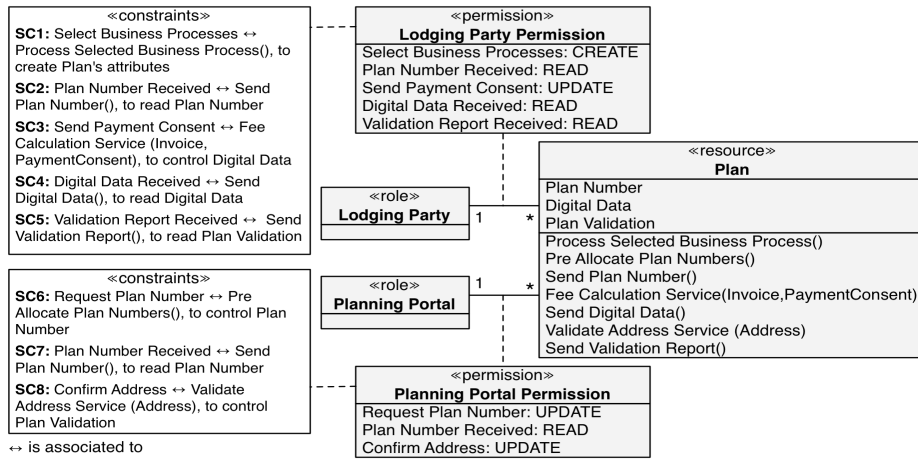 «constraints»
SC1: Select Business Processes ↔
Process Selected Business Process(), to
create Plan's attributes
SC2: Plan Number Received ↔ Send
Plan Number(), to read Plan Number
SC3: Send Payment Consent ↔ Fee
Calculation Service (Invoice,
PaymentConsent), to control Digital Data
SC4: Digital Data Received ↔ Send
Digital Data(), to read Digital Data
SC5: Validation Report Received ↔ Send
Validation Report(), to read Plan Validation
«permission»
Lodging Party Permission
Select Business Processes: CREATE
Plan Number Received: READ
Send Payment Consent: UPDATE
Digital Data Received: READ
Validation Report Received: READ
«role»
Lodging Party
1
*
«resource»
Plan
Plan Number
Digital Data
Plan Validation
Process Selected Business Process()
Pre Allocate Plan Numbers()
Send Plan Number()
Fee Calculation Service(Invoice,PaymentConsent)
Send Digital Data()
Validate Address Service (Address)
Send Validation Report()
«constraints»
SC6: Request Plan Number ↔ Pre
Allocate Plan Numbers(), to control Plan
Number
SC7: Plan Number Received ↔ Send
Plan Number(), to read Plan Number
SC8: Confirm Address ↔ Validate
Address Service (Address), to control
Plan Validation
«role»
Planning Portal
1
*
«permission»
Planning Portal Permission
Request Plan Number: UPDATE
Plan Number Received: READ
Confirm Address: UPDATE
↔ is associated to